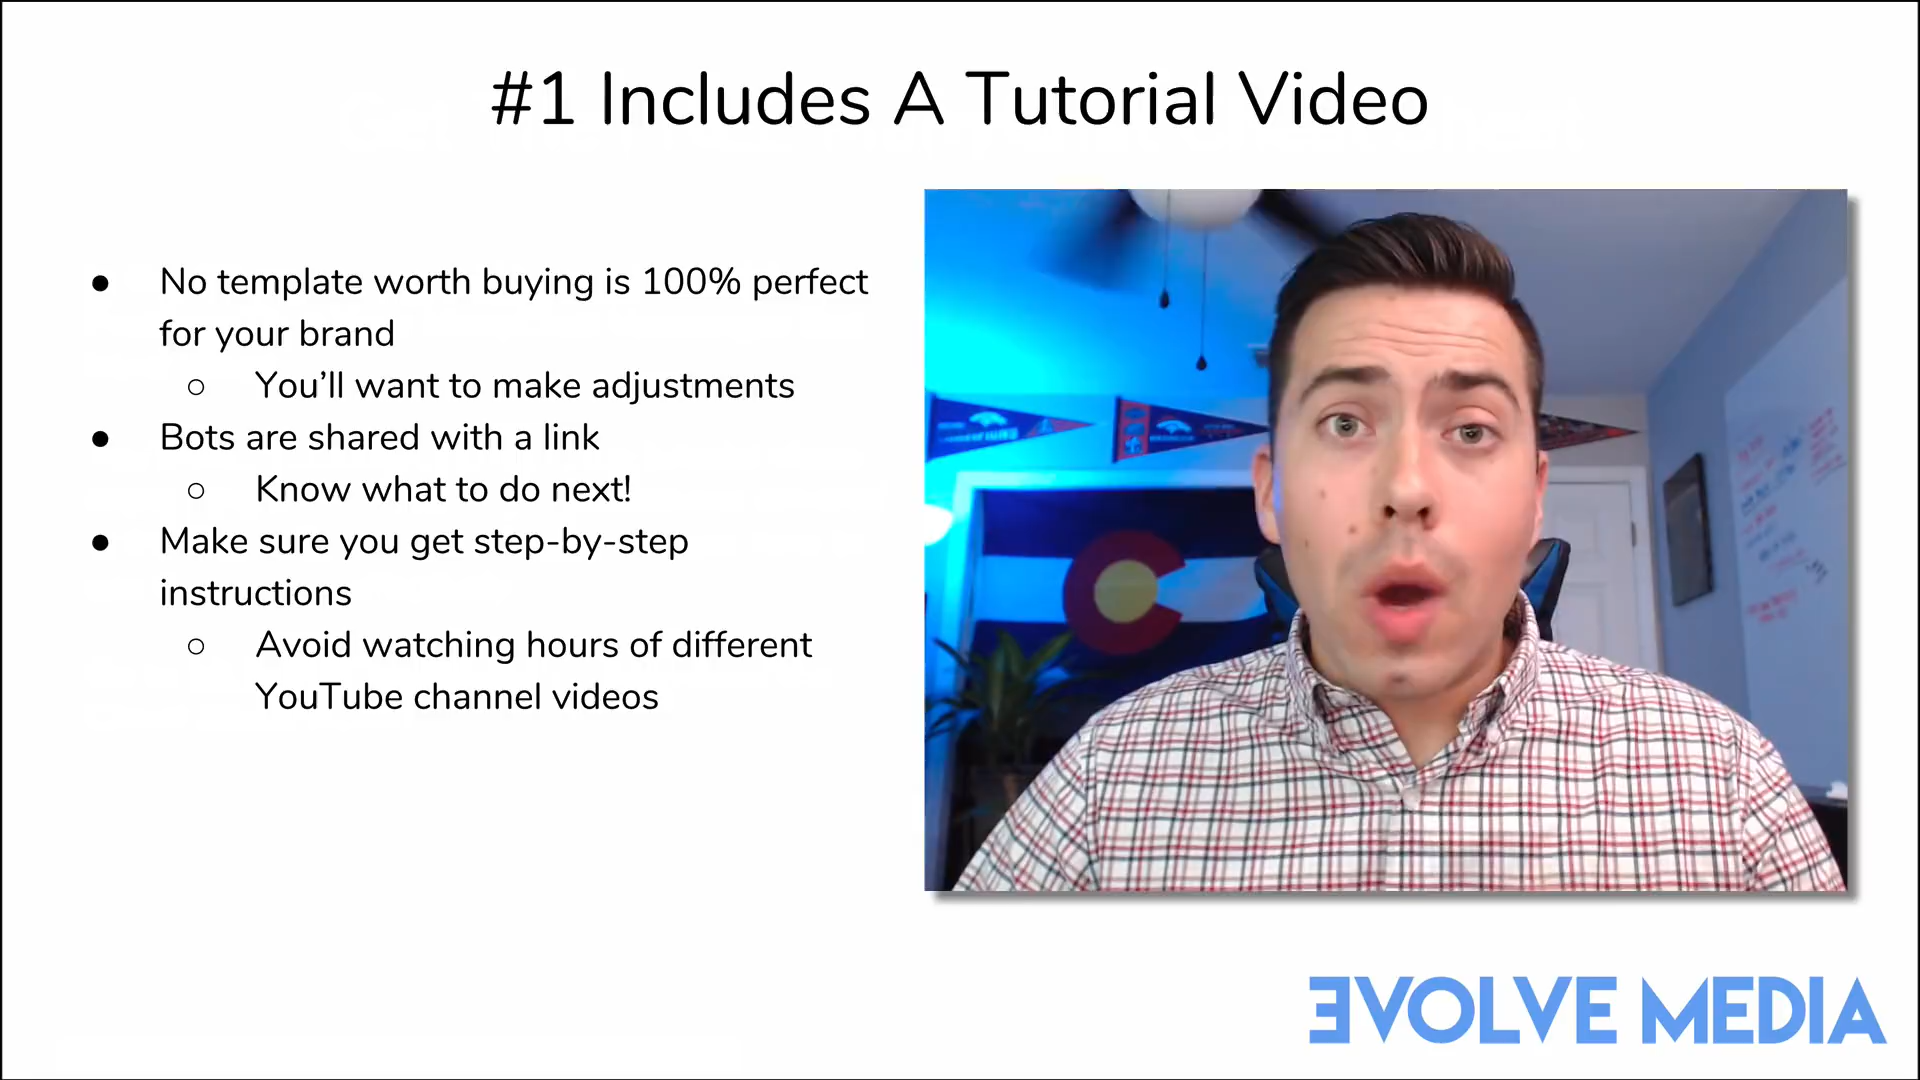 #1 Includes A Tutorial Video
● No template worth buying is 100% perfect
for your brand
○ You’ll want to make adjustments
● Bots are shared with a link
○ Know what to do next!
● Make sure you get step-by-step
instructions
○ Avoid watching hours of different
YouTube channel videos
EVOLVE MEDIA